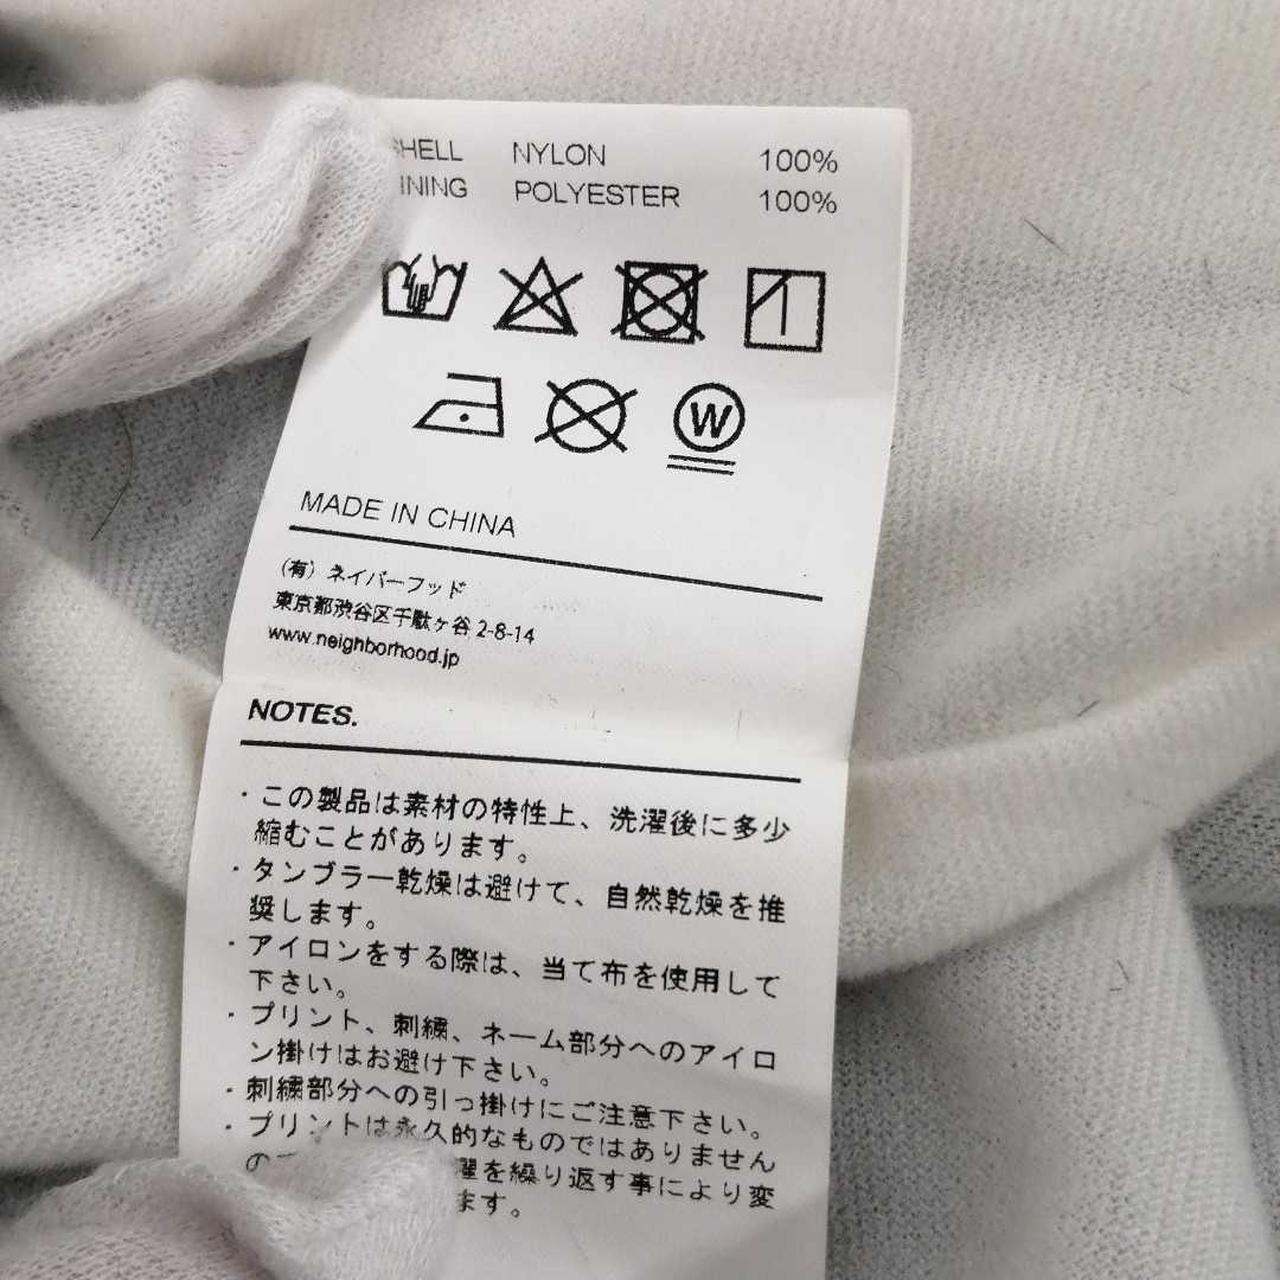 SHELL NYLON 100%
LINING POLYESTER 100%
W
MADE IN CHINA
(有) ネイバーフッド
東京都渋谷区千駄ヶ谷 2-8-14
www.neighborhood.jp
NOTES.
・この製品は素材の特性上、洗濯後に多少
縮むことがあります。
・タンブラー乾燥は避けて、自然乾燥を推
奨します。
・アイロンをする際は、当て布を使用して
下さい。
・プリント、刺繍、ネーム部分へのアイロ
ン掛けはお避け下さい。
・刺繍部分への引っ掛けにご注意下さい。
・プリントは永久的なものではありません
の 濯を繰り返す事により変
ます。